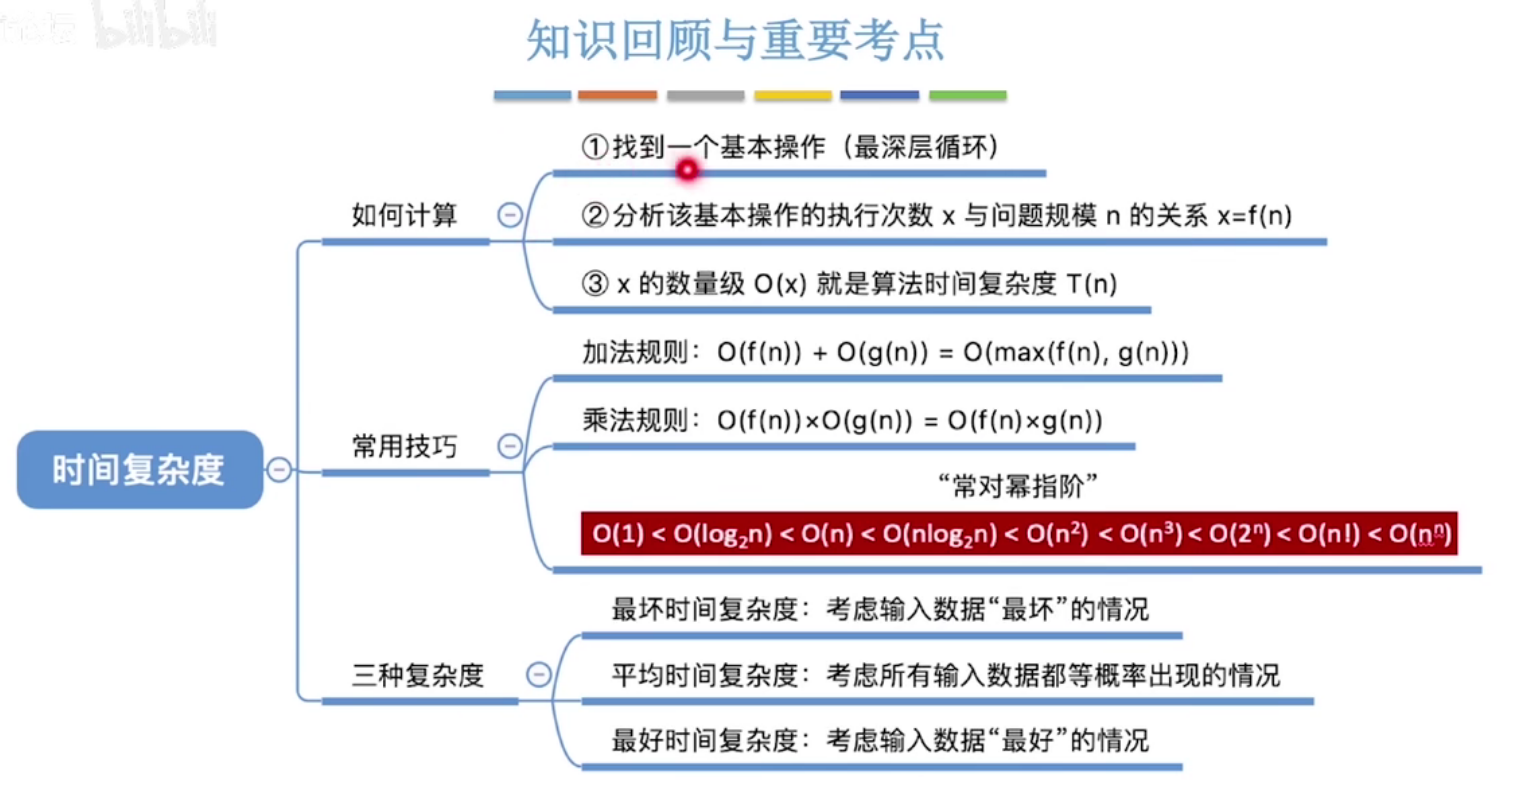 bilibili
知识回顾与重要考点
①找到一个基本操作（最深层循环）
如何计算
②分析该基本操作的执行次数 x 与问题规模 n 的关系 x=f(n)
③ x 的数量级 O(x) 就是算法时间复杂度 T(n)
加法规则：O(f(n)) + O(g(n)) = O(max(f(n), g(n)))
乘法规则：O(f(n))×O(g(n)) = O(f(n)×g(n))
常用技巧
时间复杂度
“常对幂指阶”
O(1) < O(log₂n) < O(n) < O(nlog₂n) < O(n²) < O(n³) < O(2ⁿ) < O(n!) < O(nⁿ)
最坏时间复杂度：考虑输入数据“最坏”的情况
三种复杂度
平均时间复杂度：考虑所有输入数据都等概率出现的情况
最好时间复杂度：考虑输入数据“最好”的情况